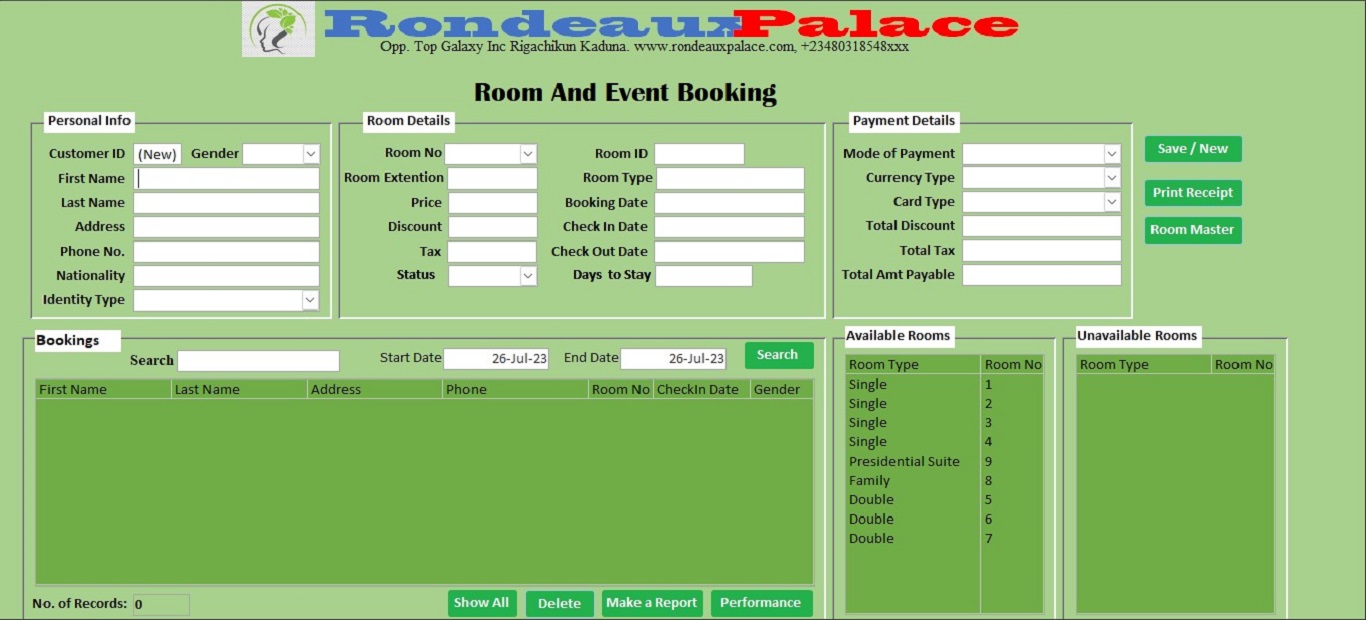 RondeauxPalace
Opp. Top Galaxy Inc Rigachikun Kaduna. www.rondeauxpalace.com, +23480318548xxx
Room And Event Booking
Personal Info
Customer ID (New) Gender
First Name
Last Name
Address
Phone No.
Nationality
Identity Type
Room Details
Room No Room ID
Room Extention Room Type
Price Booking Date
Discount Check In Date
Tax Check Out Date
Status Days to Stay
Payment Details
Mode of Payment
Currency Type
Card Type
Total Discount
Total Tax
Total Amt Payable
Save / New
Print Receipt
Room Master
Bookings
Search Start Date 26-Jul-23 End Date 26-Jul-23 Search
First Name Last Name Address Phone Room No CheckIn Date Gender
No. of Records: 0 Show All Delete Make a Report Performance
Available Rooms
Room Type Room No
Single 1
Single 2
Single 3
Single 4
Presidential Suite 9
Family 8
Double 5
Double 6
Double 7
Unavailable Rooms
Room Type Room No